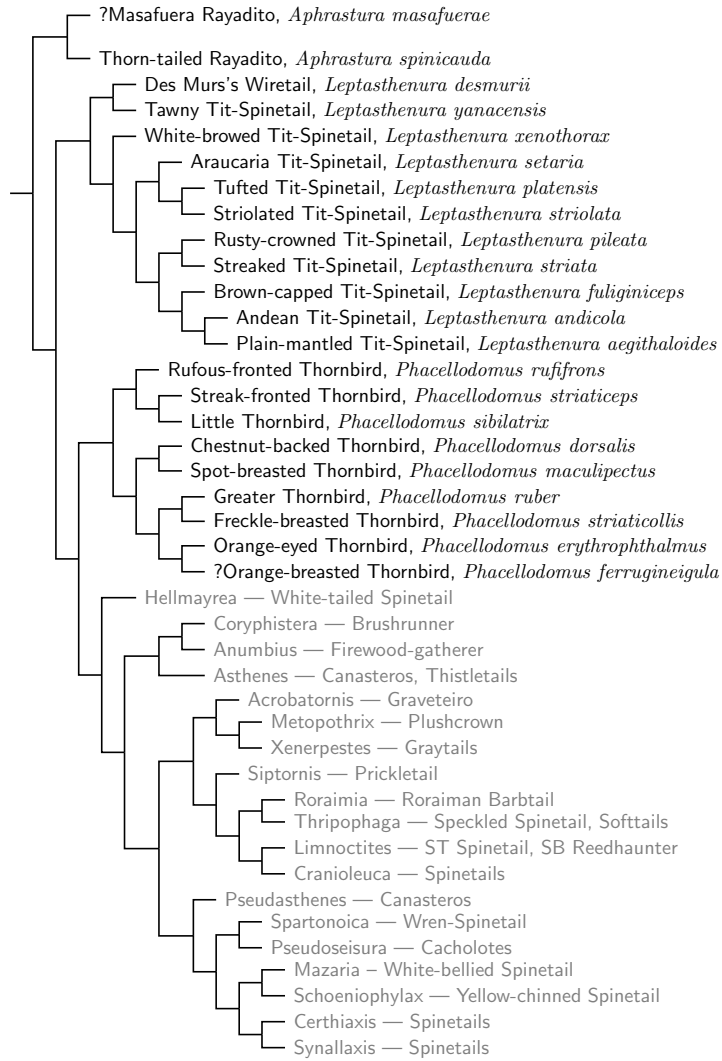 ?Masafuera Rayadito, Aphrastura masafuerae
Thorn-tailed Rayadito, Aphrastura spinicauda
Des Murs's Wiretail, Leptasthenura desmurii
Tawny Tit-Spinetail, Leptasthenura yanacensis
White-browed Tit-Spinetail, Leptasthenura xenothorax
Araucaria Tit-Spinetail, Leptasthenura setaria
Tufted Tit-Spinetail, Leptasthenura platensis
Striolated Tit-Spinetail, Leptasthenura striolata
Rusty-crowned Tit-Spinetail, Leptasthenura pileata
Streaked Tit-Spinetail, Leptasthenura striata
Brown-capped Tit-Spinetail, Leptasthenura fuliginiceps
Andean Tit-Spinetail, Leptasthenura andicola
Plain-mantled Tit-Spinetail, Leptasthenura aegithaloides
Rufous-fronted Thornbird, Phacellodomus rufifrons
Streak-fronted Thornbird, Phacellodomus striaticeps
Little Thornbird, Phacellodomus sibilatrix
Chestnut-backed Thornbird, Phacellodomus dorsalis
Spot-breasted Thornbird, Phacellodomus maculipectus
Greater Thornbird, Phacellodomus ruber
Freckle-breasted Thornbird, Phacellodomus striaticollis
Orange-eyed Thornbird, Phacellodomus erythrophthalmus
?Orange-breasted Thornbird, Phacellodomus ferrugineigula
Hellmayrea — White-tailed Spinetail
Coryphistera — Brushrunner
Anumbius — Firewood-gatherer
Asthenes — Canasteros, Thistletails
Acrobatornis — Graveteiro
Metopothrix — Plushcrown
Xenerpestes — Graytails
Siptornis — Prickletail
Roraimia — Roraiman Barbtail
Thripophaga — Speckled Spinetail, Softtails
Limnoctites — ST Spinetail, SB Reedhaunter
Cranioleuca — Spinetails
Pseudasthenes — Canasteros
Spartonoica — Wren-Spinetail
Pseudoseisura — Cacholotes
Mazaria – White-bellied Spinetail
Schoeniophylax — Yellow-chinned Spinetail
Certhiaxis — Spinetails
Synallaxis — Spinetails